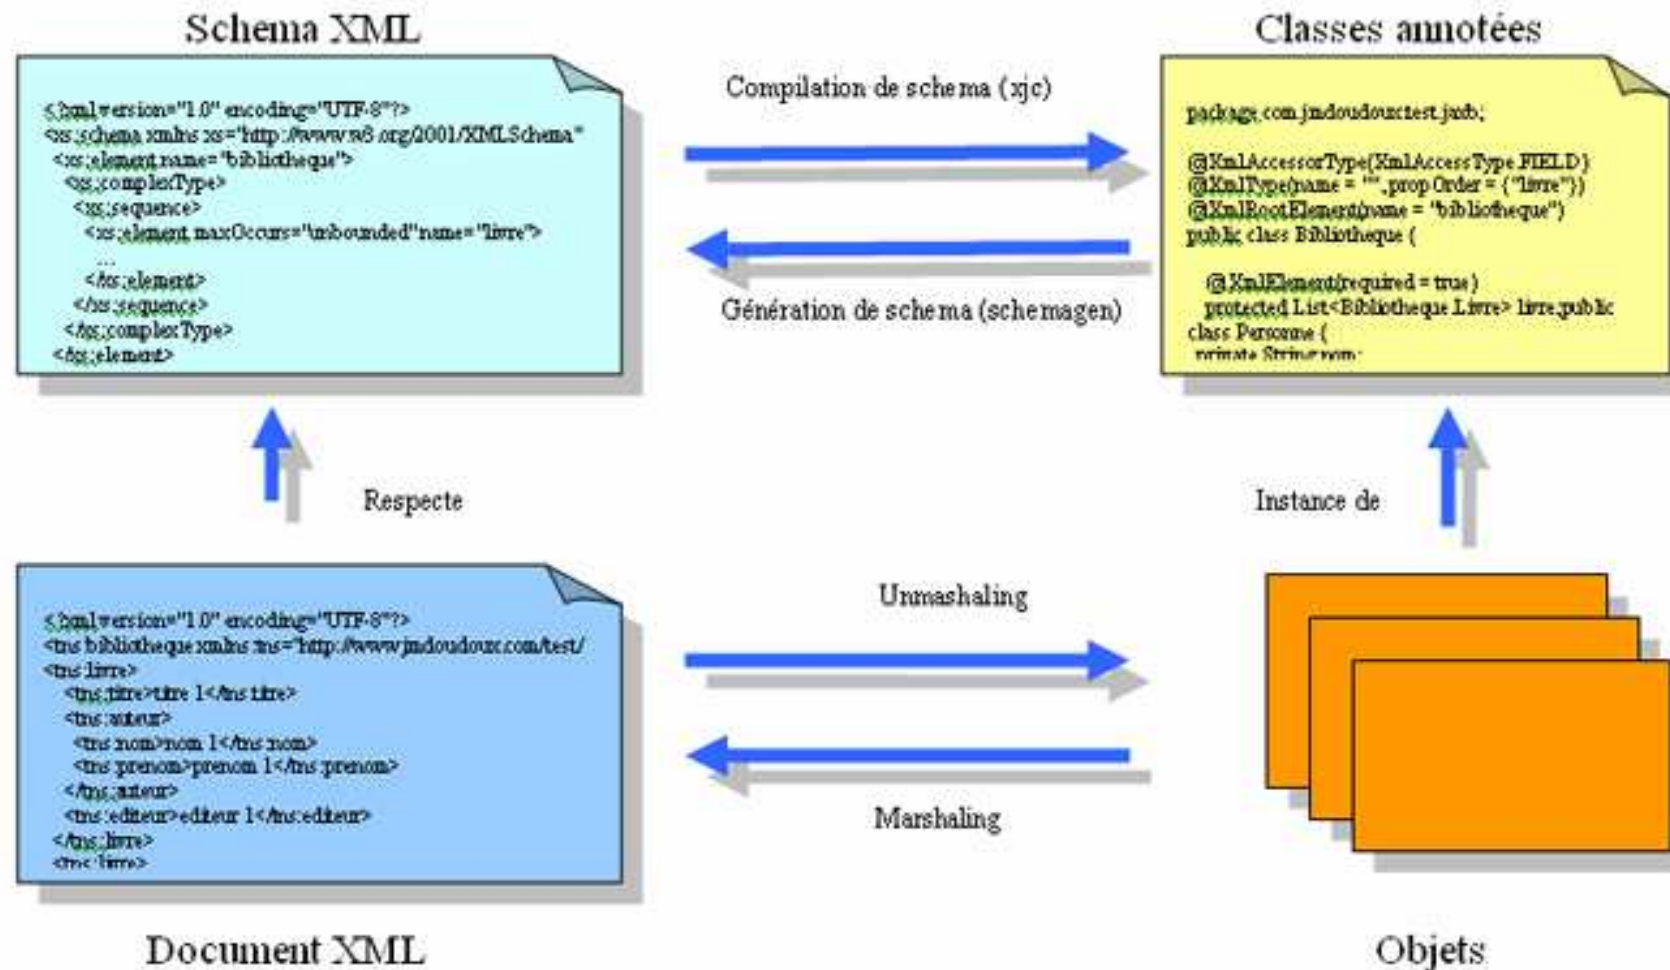 Schema XML
<?xml version="1.0" encoding="UTF-8"?>
<xs:schema xmlns:xs="http://www.w3.org/2001/XMLSchema"
<xs:element name="bibliotheque">
<xs:complexType>
<xs:sequence>
<xs:element maxOccurs="unbounded" name="livre">
...
</xs:element>
</xs:sequence>
</xs:complexType>
</xs:element>
Compilation de schema (xjc)
Génération de schema (schemagen)
Classes annotées
package com.jmdoudoux.test.jaxb;
@XmlAccessorType(XmlAccessType.FIELD)
@XmlType(name = "", propOrder = {"livre"})
@XmlRootElement(name = "bibliotheque")
public class Bibliotheque {
@XmlElement(required = true)
protected List<Bibliotheque.Livre> livre;public
class Personne {
private String nom;
Respecte
Instance de
<?xml version="1.0" encoding="UTF-8"?>
<tns:bibliotheque xmlns:tns="http://www.jmdoudoux.com/test/
<tns:livre>
<tns:titre>titre 1</tns:titre>
<tns:auteur>
<tns:nom>nom 1</tns:nom>
<tns:prenom>prenom 1</tns:prenom>
</tns:auteur>
<tns:editeur>editeur 1</tns:editeur>
</tns:livre>
<tns:livre>
Unmashaling
Marshaling
Document XML
Objets